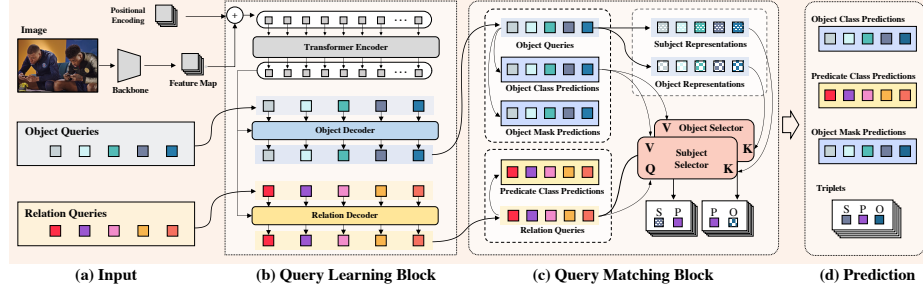 Positional
Encoding
Image
Backbone
Feature Map
Object Queries
Relation Queries
(a) Input
+
Transformer Encoder
Object Decoder
Relation Decoder
(b) Query Learning Block
Object Queries
Object Class Predictions
Object Mask Predictions
Predicate Class Predictions
Relation Queries
Subject Representations
Object Representations
V
Object Selector
K
V
Subject
Selector
Q
K
S P
P O
(c) Query Matching Block
Object Class Predictions
Predicate Class Predictions
Object Mask Predictions
Triplets
S P O
(d) Prediction